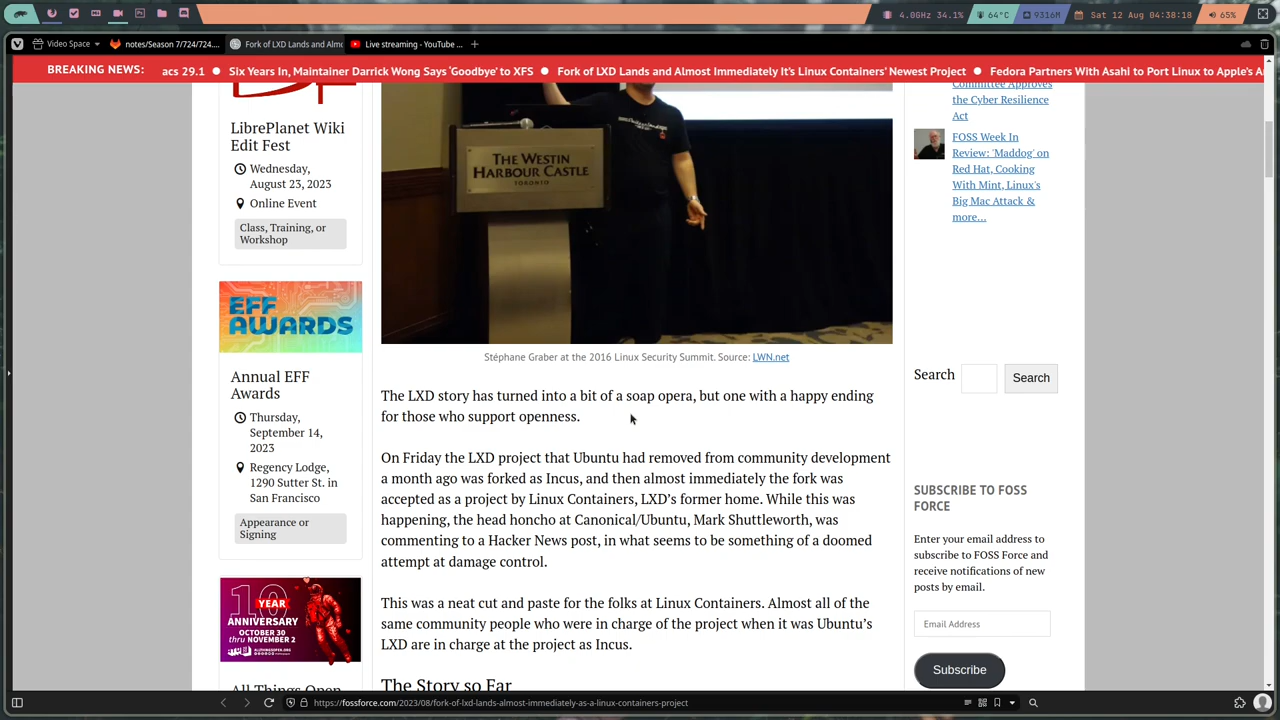 4.0GHz 34.1%
64°C
9316M
Sat 12 Aug 04:38:18
65%
Video Space
notes/Season 7/724/724....
Fork of LXD Lands and Almo
Live streaming - YouTube ...
BREAKING NEWS:
acs 29.1 Six Years In, Maintainer Darrick Wong Says ‘Goodbye’ to XFS Fork of LXD Lands and Almost Immediately It’s Linux Containers’ Newest Project Fedora Partners With Asahi to Port Linux to Apple’s A
LibrePlanet Wiki
Edit Fest
Wednesday,
August 23, 2023
Online Event
Class, Training, or
Workshop
EFF
AWARDS
Annual EFF
Awards
Thursday,
September 14,
2023
Regency Lodge,
1290 Sutter St. in
San Francisco
Appearance or
Signing
10
YEAR
ANNIVERSARY
OCTOBER 30
thru NOVEMBER 2
All Things Open
THE WESTIN
HARBOUR CASTLE
TORONTO
Stéphane Graber at the 2016 Linux Security Summit. Source: LWN.net
The LXD story has turned into a bit of a soap opera, but one with a happy ending
for those who support openness.
On Friday the LXD project that Ubuntu had removed from community development
a month ago was forked as Incus, and then almost immediately the fork was
accepted as a project by Linux Containers, LXD’s former home. While this was
happening, the head honcho at Canonical/Ubuntu, Mark Shuttleworth, was
commenting to a Hacker News post, in what seems to be something of a doomed
attempt at damage control.
This was a neat cut and paste for the folks at Linux Containers. Almost all of the
same community people who were in charge of the project when it was Ubuntu’s
LXD are in charge at the project as Incus.
The Story so Far
Committee Approves
the Cyber Resilience
Act
FOSS Week In
Review: 'Maddog' on
Red Hat, Cooking
With Mint, Linux's
Big Mac Attack &
more…
Search
Search
SUBSCRIBE TO FOSS
FORCE
Enter your email address to
subscribe to FOSS Force and
receive notifications of new
posts by email.
Email Address
Subscribe
https://fossforce.com/2023/08/fork-of-lxd-lands-almost-immediately-as-a-linux-containers-project